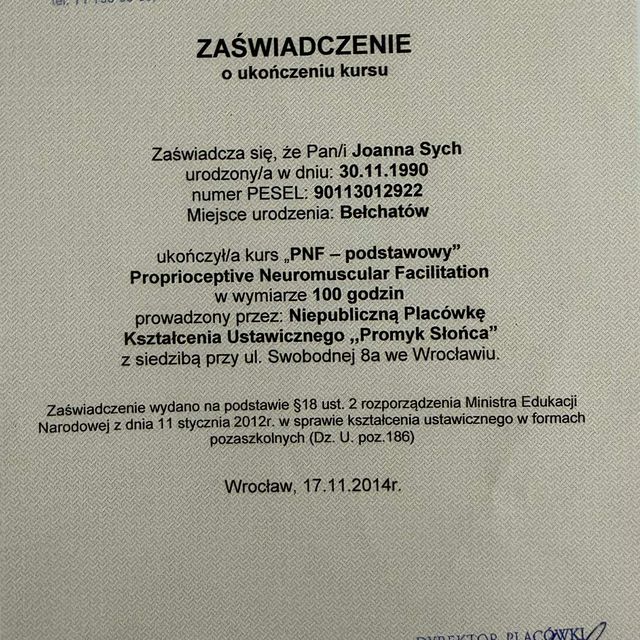 ZAŚWIADCZENIE
o ukończeniu kursu
Zaświadcza się, że Pan/i Joanna Sych
urodzony/a w dniu: 30.11.1990
numer PESEL: 90113012922
Miejsce urodzenia: Bełchatów
ukończył/a kurs „PNF – podstawowy”
Proprioceptive Neuromuscular Facilitation
w wymiarze 100 godzin
prowadzony przez: Niepubliczną Placówkę
Kształcenia Ustawicznego ,,Promyk Słońca”
z siedzibą przy ul. Swobodnej 8a we Wrocławiu.
Zaświadczenie wydano na podstawie §18 ust. 2 rozporządzenia Ministra Edukacji
Narodowej z dnia 11 stycznia 2012r. w sprawie kształcenia ustawicznego w formach
pozaszkolnych (Dz. U. poz.186)
Wrocław, 17.11.2014r.
DYREKTOR PLACÓWKI